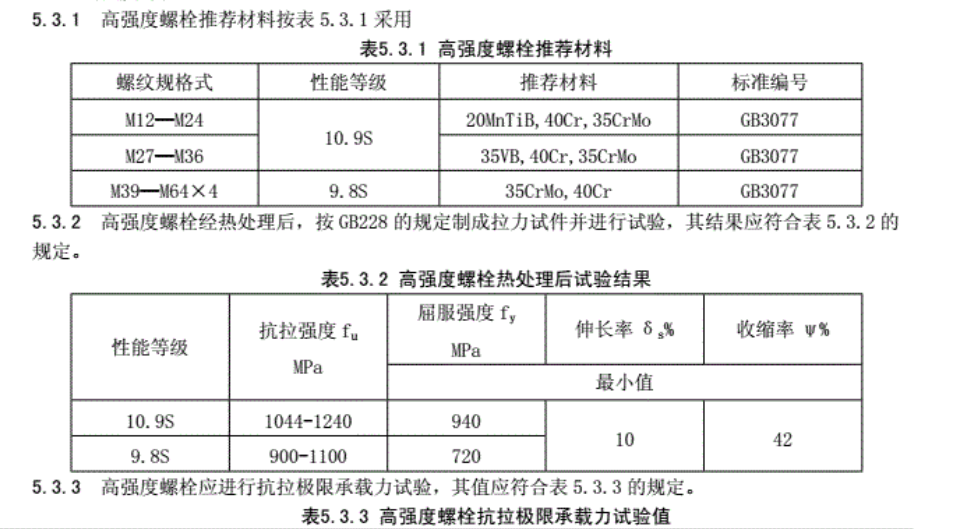 5.3.1 高强度螺栓推荐材料按表 5.3.1 采用
表5.3.1 高强度螺栓推荐材料
螺纹规格式 性能等级 推荐材料 标准编号
M12—M24 10.9S 20MnTiB,40Cr,35CrMo GB3077
M27—M36 35VB,40Cr,35CrMo GB3077
M39—M64×4 9.8S 35CrMo,40Cr GB3077
5.3.2 高强度螺栓经热处理后，按 GB228 的规定制成拉力试件并进行试验，其结果应符合表 5.3.2 的
规定。
表5.3.2 高强度螺栓热处理后试验结果
性能等级 抗拉强度 fu MPa 屈服强度 fy MPa 伸长率 δs% 收缩率 ψ%
最小值
10.9S 1044-1240 940 10 42
9.8S 900-1100 720
5.3.3 高强度螺栓应进行抗拉极限承载力试验，其值应符合表 5.3.3 的规定。
表5.3.3 高强度螺栓抗拉极限承载力试验值